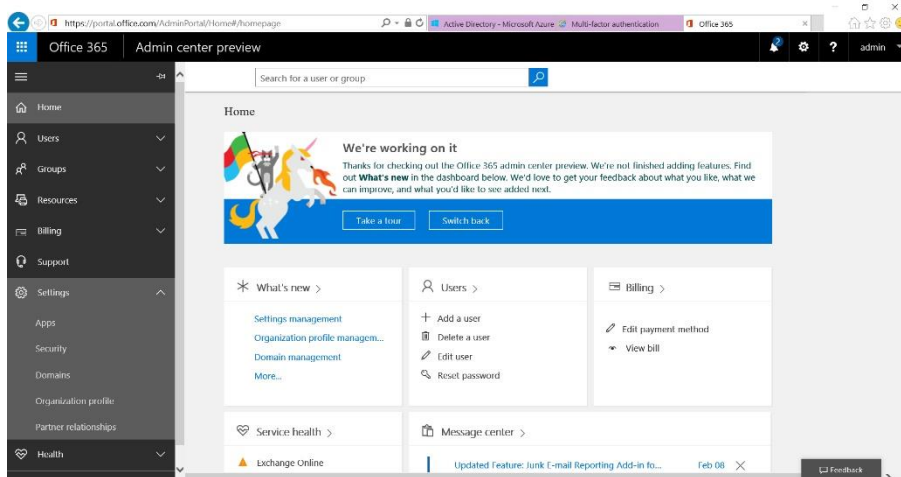 https://portal.office.com/AdminPortal/Home#/homepage
Active Directory - Microsoft Azure
Multi-factor authentication
Office 365
Office 365
Admin center preview
2
?
admin
Search for a user or group
Home
Users
Groups
Resources
Billing
Support
Settings
Apps
Security
Domains
Organization profile
Partner relationships
Health
Home
We're working on it
Thanks for checking out the Office 365 admin center preview. We're not finished adding features. Find
out What's new in the dashboard below. We'd love to get your feedback about what you like, what we
can improve, and what you'd like to see added next.
Take a tour
Switch back
What's new >
Settings management
Organization profile managem...
Domain management
More...
Users >
Add a user
Delete a user
Edit user
Reset password
Billing >
Edit payment method
View bill
Service health >
Exchange Online
Message center >
Updated Feature: Junk E-mail Reporting Add-in fo...
Feb 08
Feedback